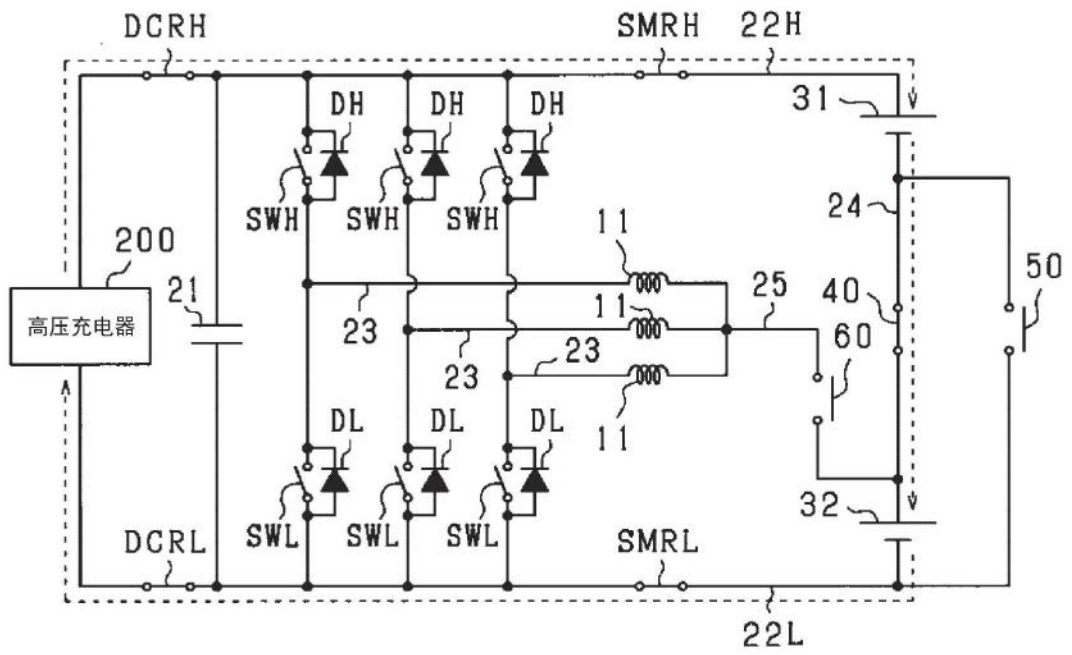 DCRH
SMRH
22H
31
DH
DH
DH
SWH
SWH
SWH
24
200
21
高压充电器
11
11
25
50
40
60
23
23
23
11
DL
DL
DL
32
SWL
SWL
SWL
DCRL
SMRL
22L